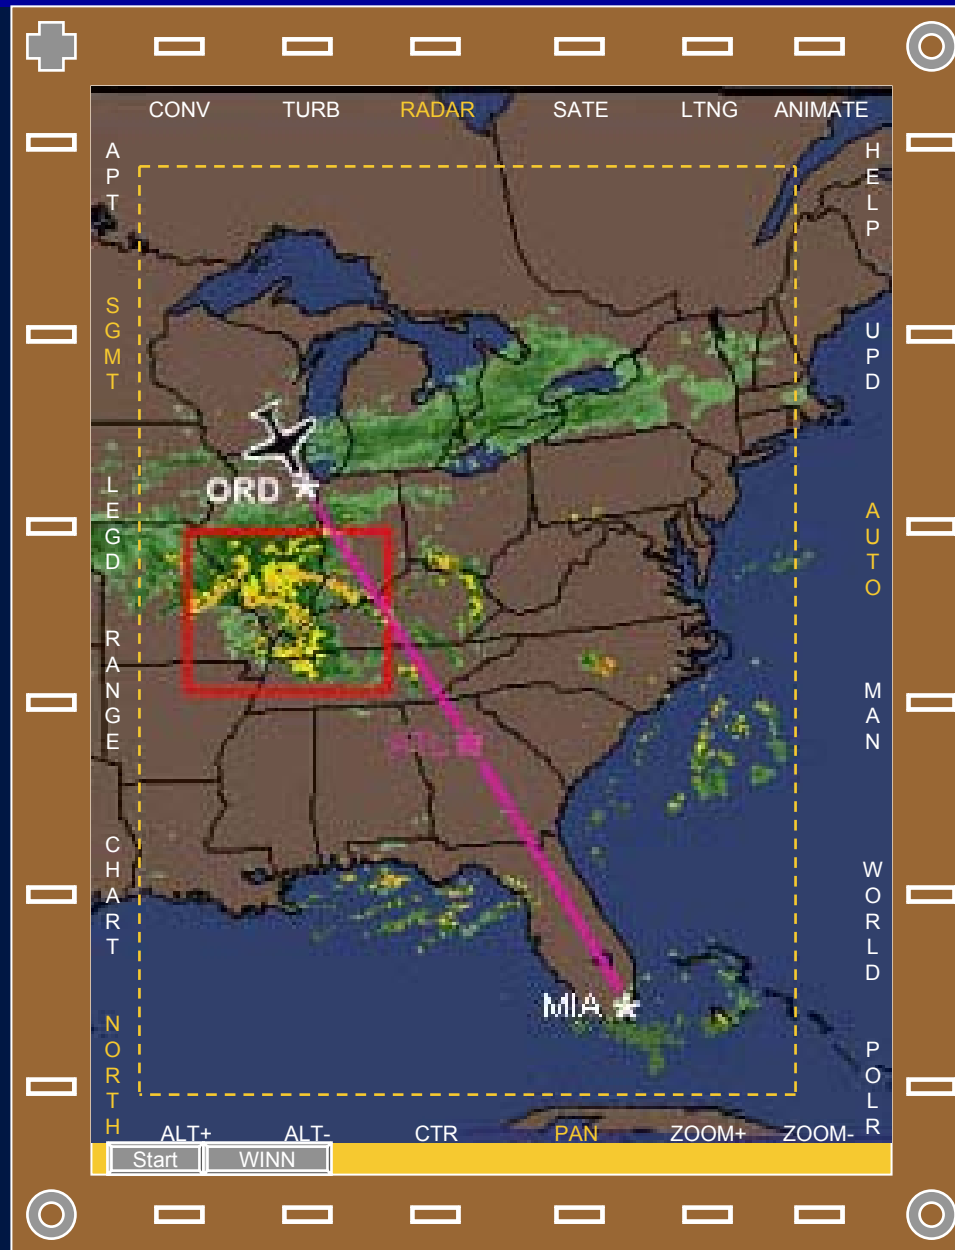 CONV TURB RADAR SATE LTNG ANIMATE
APT
SGMT
LEGD
RANGE
CHART
NORTH
HELP
UPD
AUTO
MAN
WORLD
POLR
ORD
MIA
ALT+ ALT- CTR PAN ZOOM+ ZOOM-
Start WINN